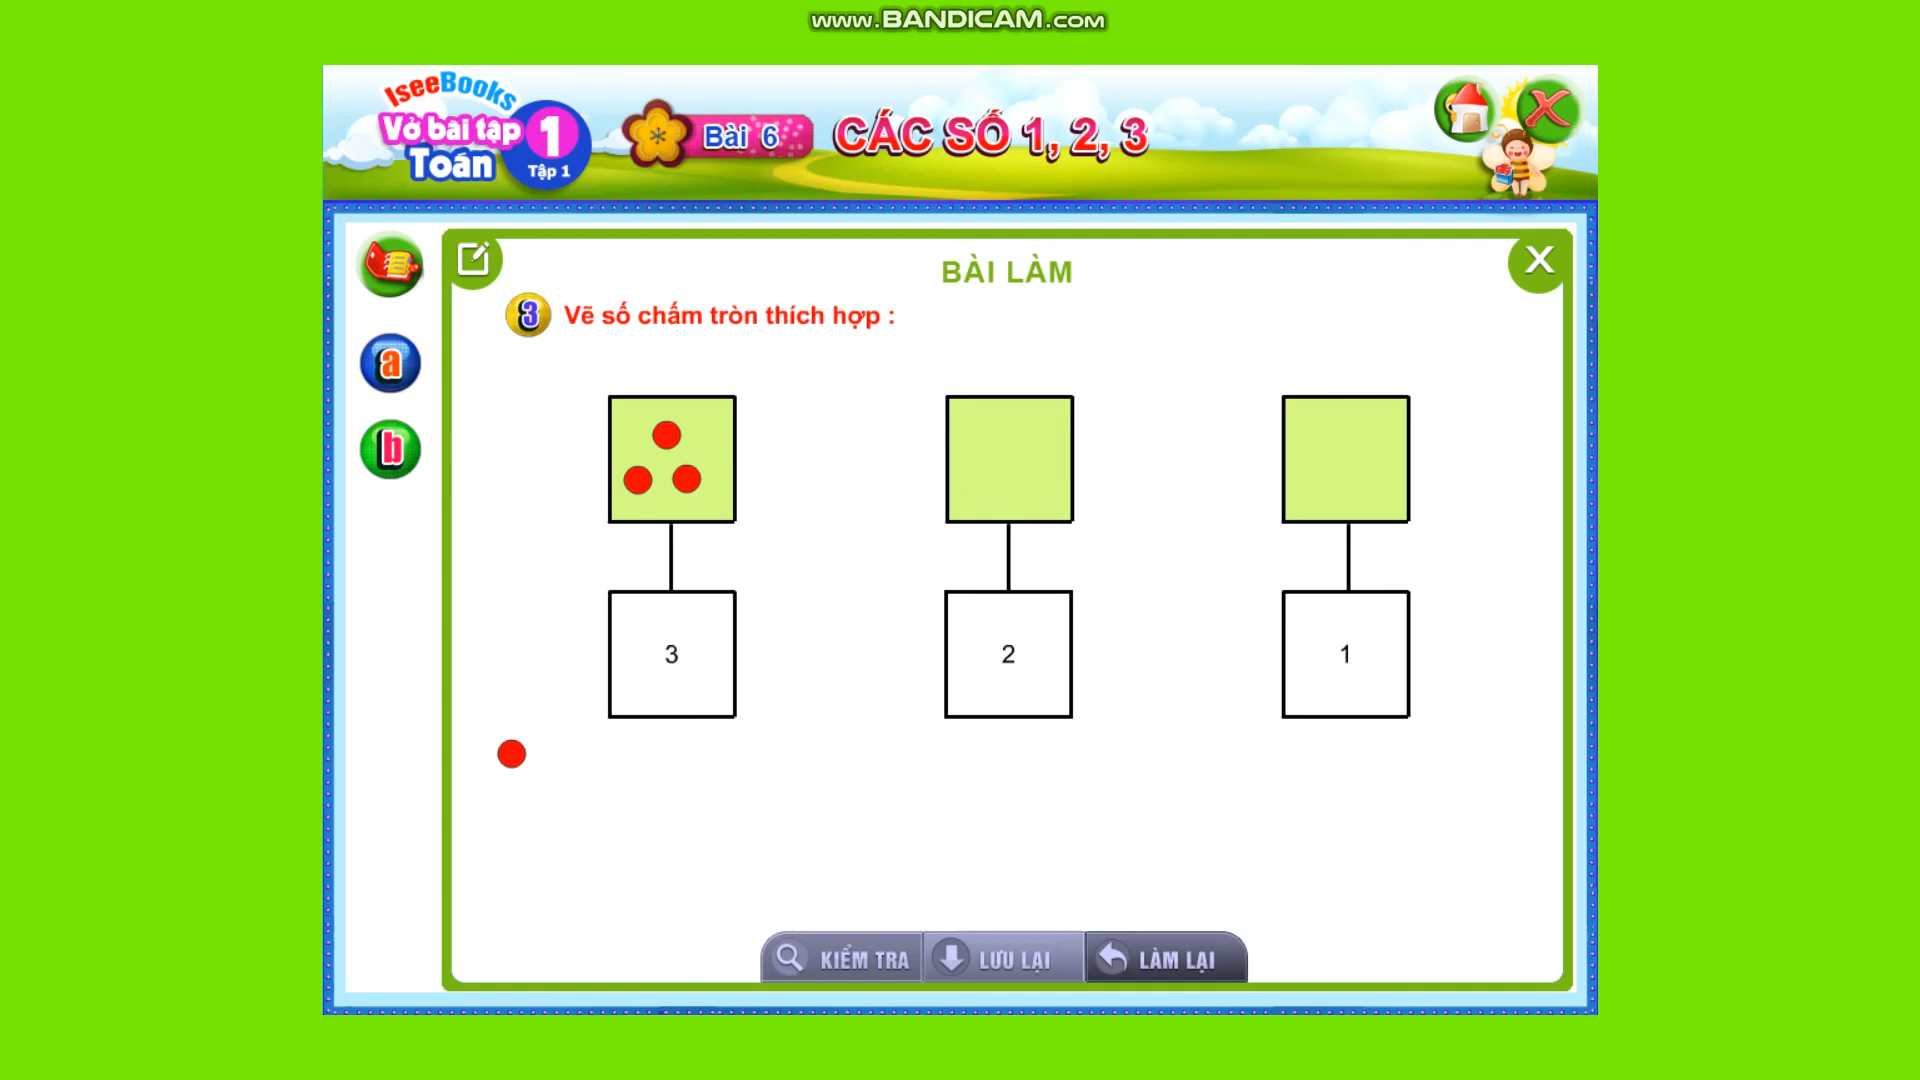 www.BANDICAM.com
IseeBooks
Vở bài tập
Toán
1
Tập 1
Bài 6
CÁC SỐ 1, 2, 3
BÀI LÀM
3 Vẽ số chấm tròn thích hợp :
a
b
3 2 1
KIỂM TRA LƯU LẠI LÀM LẠI